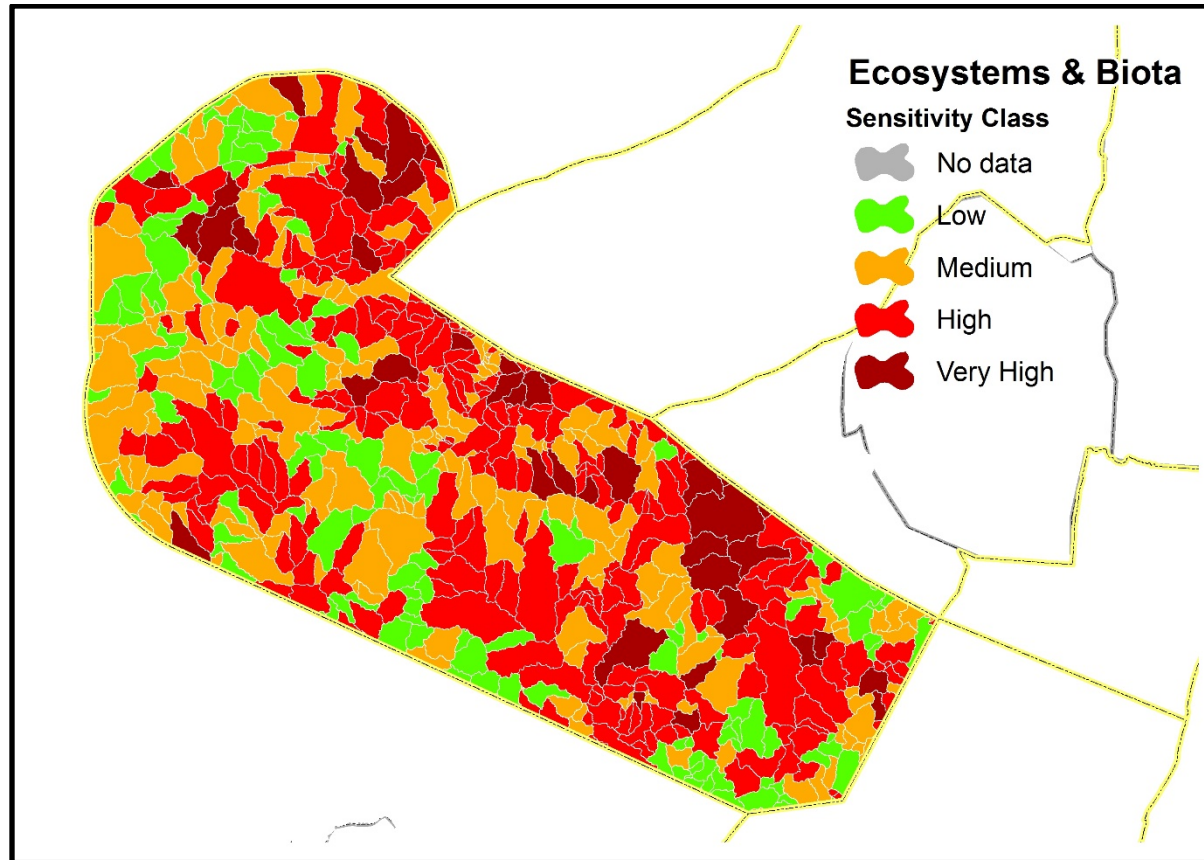 Ecosystems & Biota
Sensitivity Class
No data
Low
Medium
High
Very High